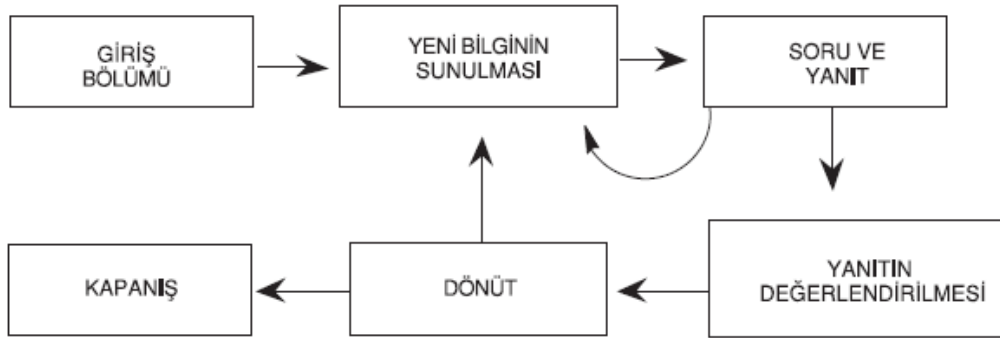 GİRİŞ
BÖLÜMÜ
YENİ BİLGİNİN
SUNULMASI
SORU VE
YANIT
KAPANIŞ
DÖNÜT
YANITIN
DEĞERLENDİRİLMESİ